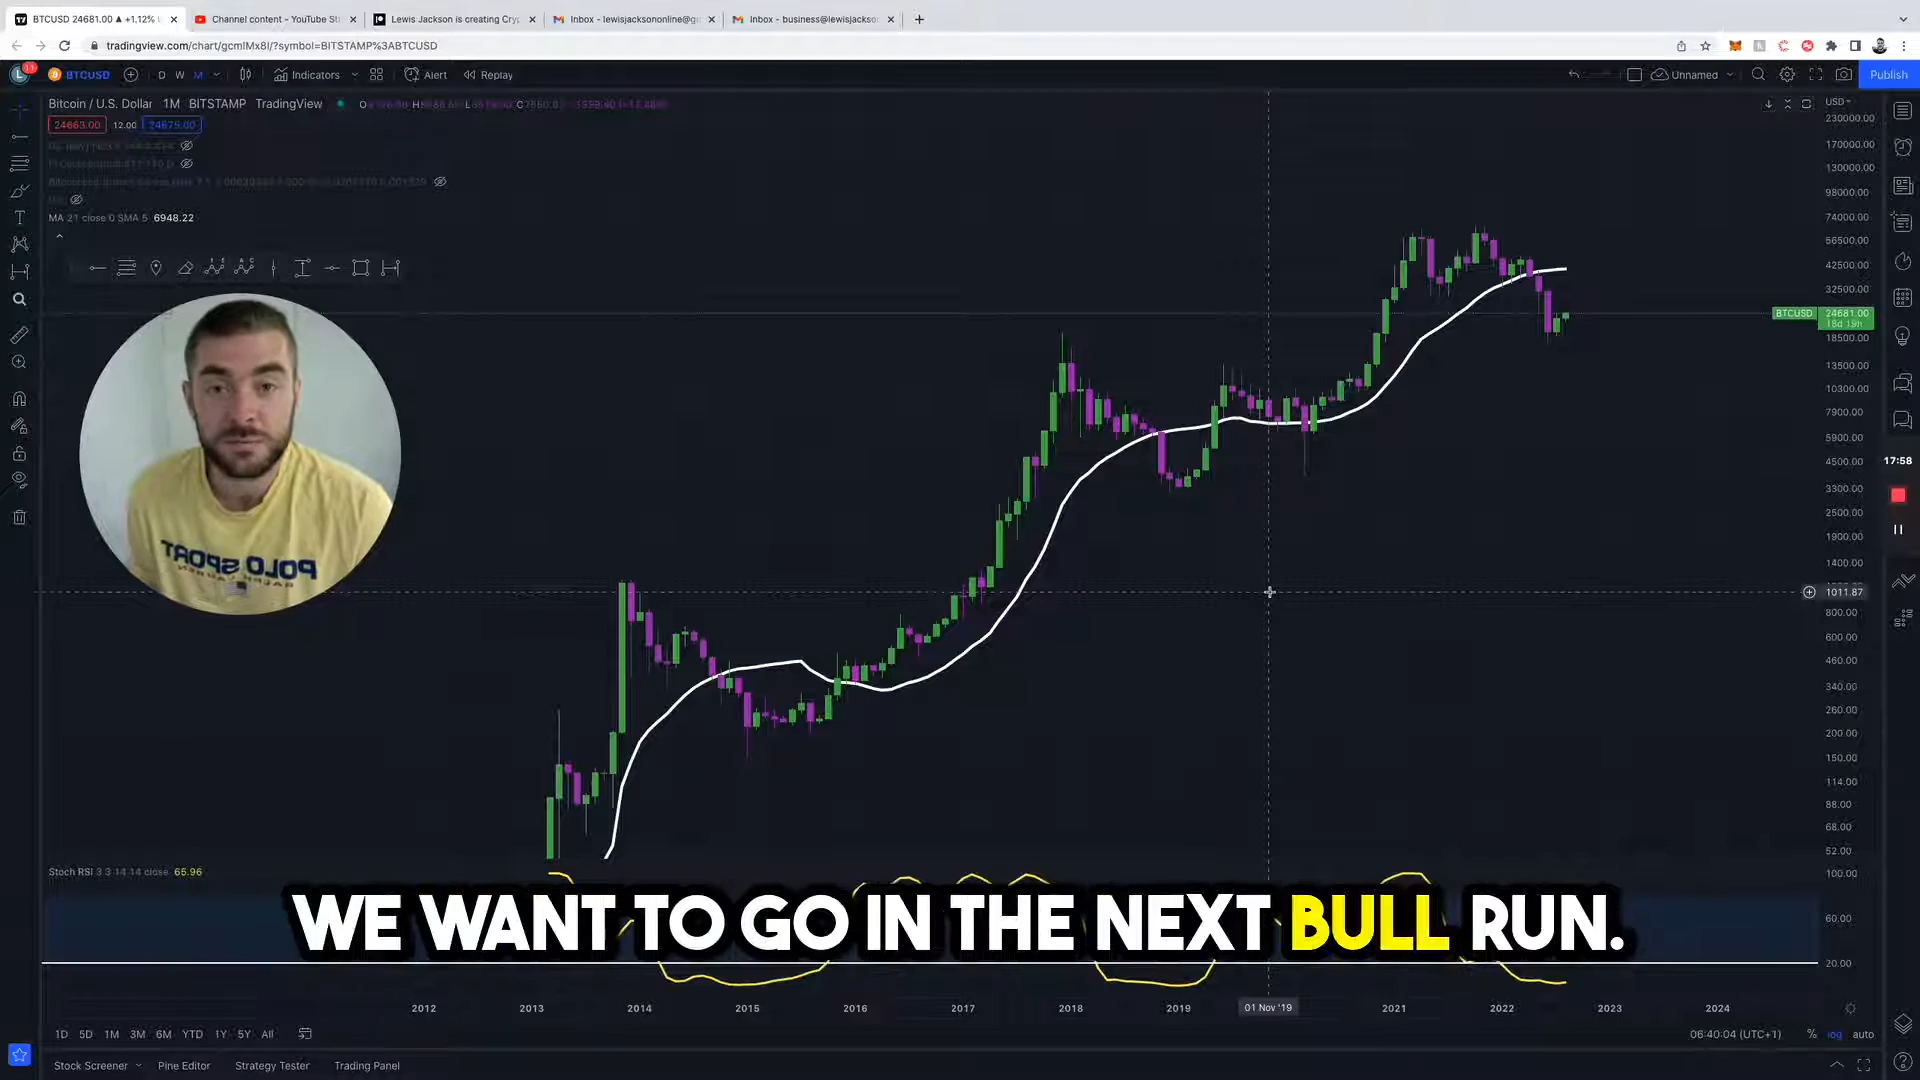 BTCUSD 24681.00 ▲ +1.12%
Channel content - YouTube St
Lewis Jackson is creating Cry
Inbox - lewisjacksononline@g
Inbox - business@lewisjackso
tradingview.com/chart/gcmlMx8I/?symbol=BITSTAMP%3ABTCUSD
L 11 BTCUSD D W M Indicators Alert Replay Unnamed Publish
Bitcoin / U.S. Dollar 1M BITSTAMP TradingView
24663.00 12.00 24675.00
MA 21 close 0 SMA 5 6948.22
USD
230000.00
170000.00
130000.00
98000.00
74000.00
56500.00
42500.00
32500.00
BTCUSD 24681.00
18d 19h
18500.00
13500.00
10300.00
7900.00
5900.00
4500.00
3300.00
2500.00
1900.00
1400.00
1011.87
800.00
600.00
460.00
340.00
260.00
200.00
150.00
114.00
88.00
68.00
52.00
17:58
POLO SPORT
RALPH LAUREN
Stoch RSI 3 3 14 14 close 65.96
100.00
60.00
20.00
WE WANT TO GO IN THE NEXT BULL RUN.
2012 2013 2014 2015 2016 2017 2018 2019 01 Nov '19 2021 2022 2023 2024
1D 5D 1M 3M 6M YTD 1Y 5Y All
06:40:04 (UTC+1) % log auto
Stock Screener Pine Editor Strategy Tester Trading Panel